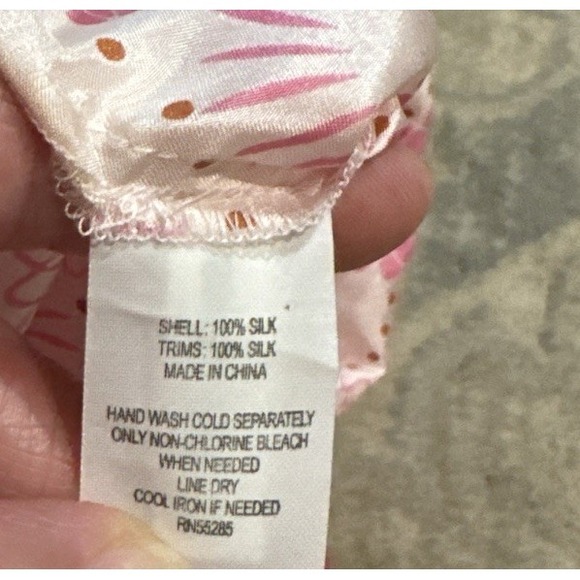 SHELL: 100% SILK
TRIMS: 100% SILK
MADE IN CHINA
HAND WASH COLD SEPARATELY
ONLY NON-CHLORINE BLEACH
WHEN NEEDED
LINE DRY
COOL IRON IF NEEDED
RN55285